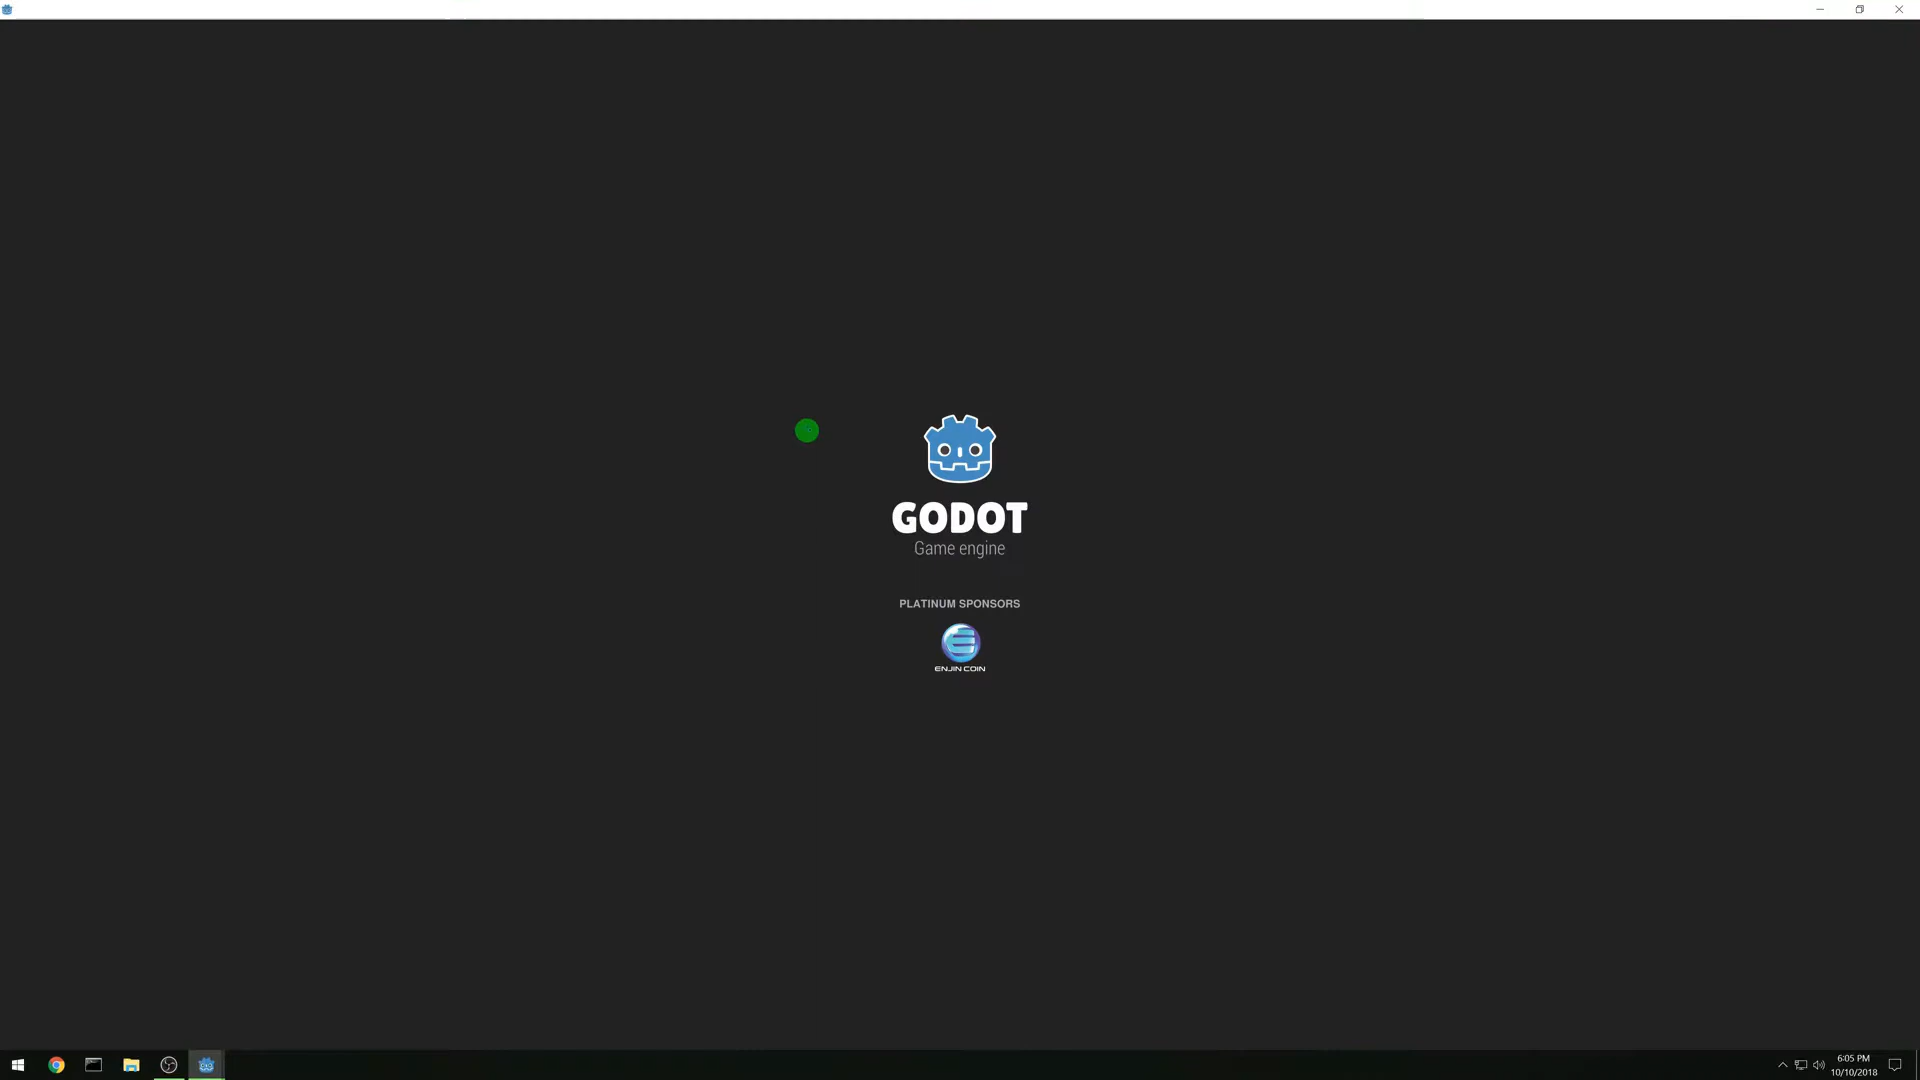 GODOT
Game engine
PLATINUM SPONSORS
ENJIN COIN
6:05 PM
10/10/2018